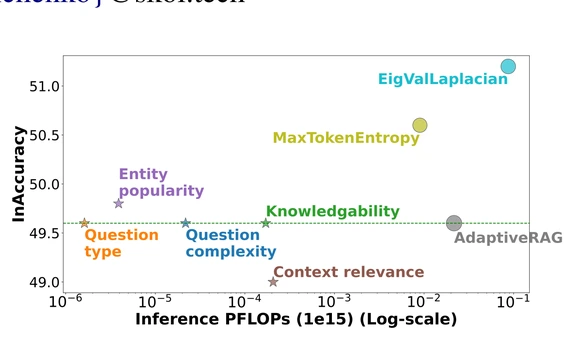 @skol.tech
EigValLaplacian
MaxTokenEntropy
Entity
popularity
Knowledgability
Question
type
Question
complexity
AdaptiveRAG
Context relevance
InAccuracy
51.0
50.5
50.0
49.5
49.0
10⁻⁶ 10⁻⁵ 10⁻⁴ 10⁻³ 10⁻² 10⁻¹
Inference PFLOPs (1e15) (Log-scale)